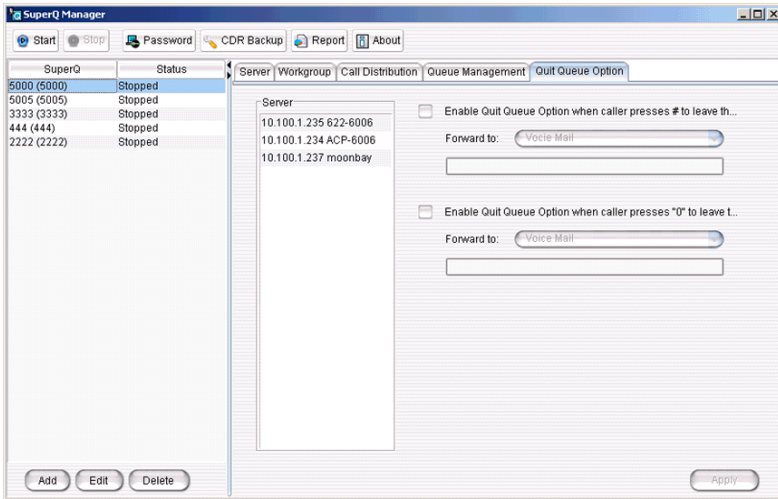 SuperQ Manager
Start Stop Password CDR Backup Report About
SuperQ Status
5000 (5000) Stopped
5005 (5005) Stopped
3333 (3333) Stopped
444 (444) Stopped
2222 (2222) Stopped
Server Workgroup Call Distribution Queue Management Quit Queue Option
Server
10.100.1.235 622-6006
10.100.1.234 ACP-6006
10.100.1.237 moonbay
Enable Quit Queue Option when caller presses # to leave th...
Forward to: Vocie Mail
Enable Quit Queue Option when caller presses "0" to leave t...
Forward to: Voice Mail
Add Edit Delete
Apply